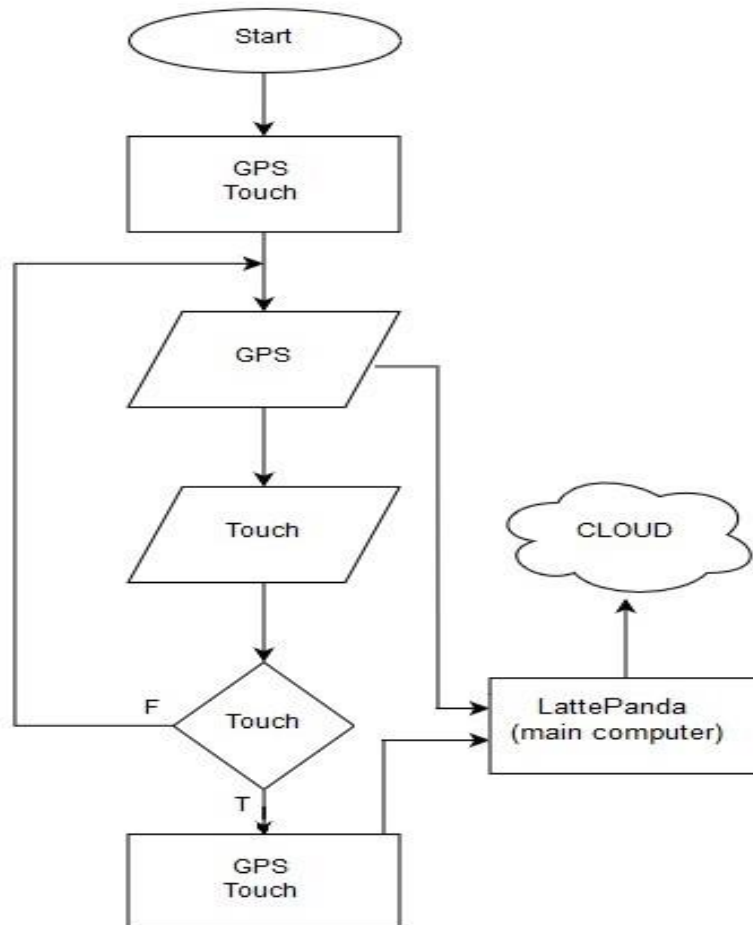 Start
GPS
Touch
GPS
Touch
CLOUD
F
Touch
LattePanda
(main computer)
T
GPS
Touch